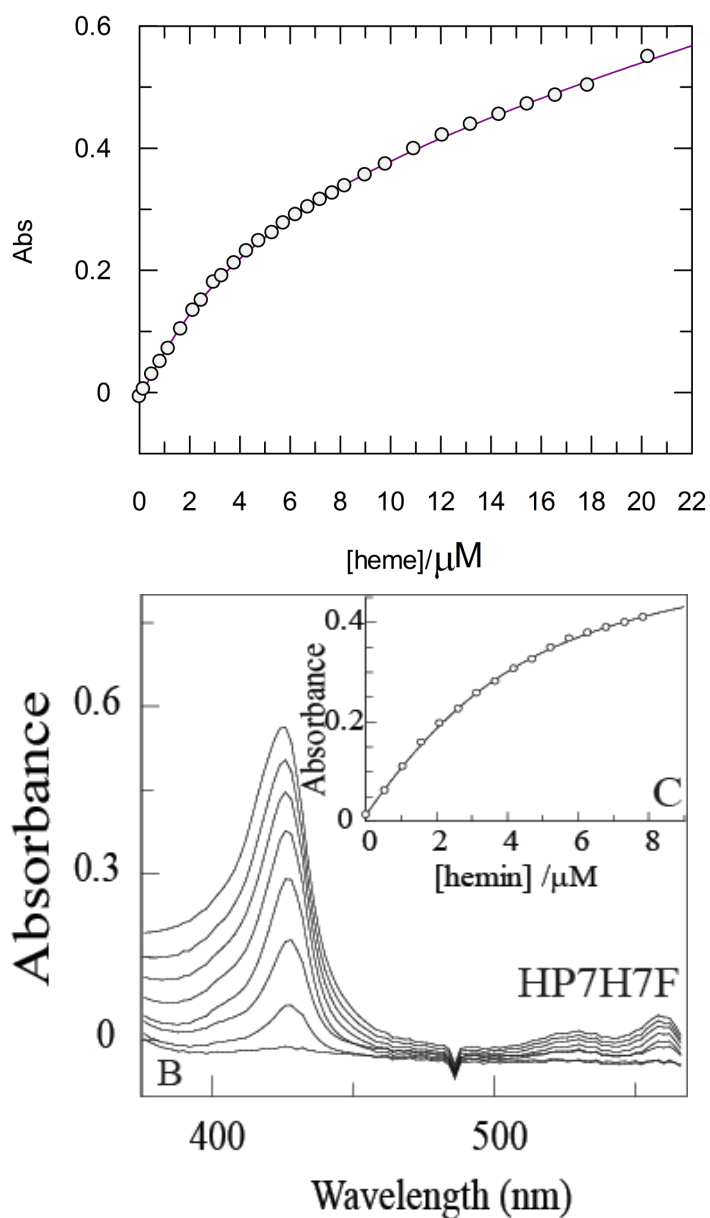 0.6
0.4
0.2
0
Abs
0 2 4 6 8 10 12 14 16 18 20 22
[heme]/μM
0.6
0.3
0
Absorbance
0.4
0.2
0
Absorbance
C
0 2 4 6 8
[hemin] /μM
HP7H7F
B
400 500
Wavelength (nm)